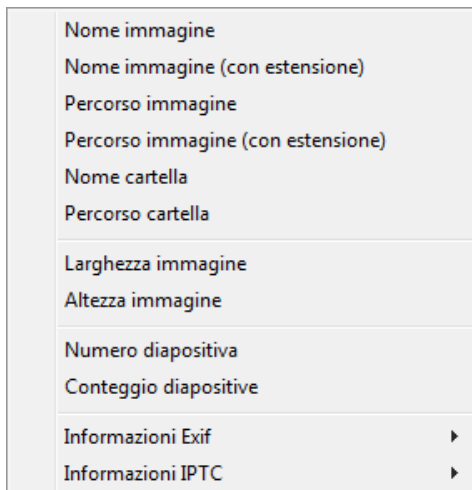 Nome immagine
Nome immagine (con estensione)
Percorso immagine
Percorso immagine (con estensione)
Nome cartella
Percorso cartella
Larghezza immagine
Altezza immagine
Numero diapositiva
Conteggio diapositive
Informazioni Exif
Informazioni IPTC